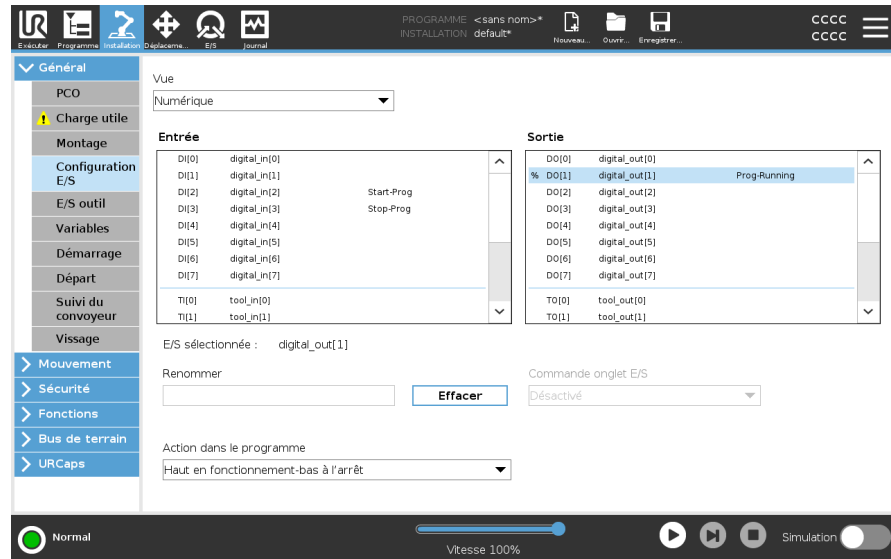 PROGRAMME <sans nom>*
INSTALLATION default*
Exécuter
Programme
Installation
Déplaceme...
E/S
Journal
Nouveau...
Ouvrir...
Enregistrer...
CCCC
CCCC
Général
PCO
Charge utile
Montage
Configuration
E/S
E/S outil
Variables
Démarrage
Départ
Suivi du
convoyeur
Vissage
Mouvement
Sécurité
Fonctions
Bus de terrain
URCaps
Vue
Numérique
Entrée
DI[0] digital_in[0]
DI[1] digital_in[1]
DI[2] digital_in[2] Start-Prog
DI[3] digital_in[3] Stop-Prog
DI[4] digital_in[4]
DI[5] digital_in[5]
DI[6] digital_in[6]
DI[7] digital_in[7]
TI[0] tool_in[0]
TI[1] tool_in[1]
Sortie
DO[0] digital_out[0]
% DO[1] digital_out[1] Prog-Running
DO[2] digital_out[2]
DO[3] digital_out[3]
DO[4] digital_out[4]
DO[5] digital_out[5]
DO[6] digital_out[6]
DO[7] digital_out[7]
TO[0] tool_out[0]
TO[1] tool_out[1]
E/S sélectionnée : digital_out[1]
Renommer
Effacer
Commande onglet E/S
Désactivé
Action dans le programme
Haut en fonctionnement-bas à l'arrêt
Normal
Vitesse 100%
Simulation